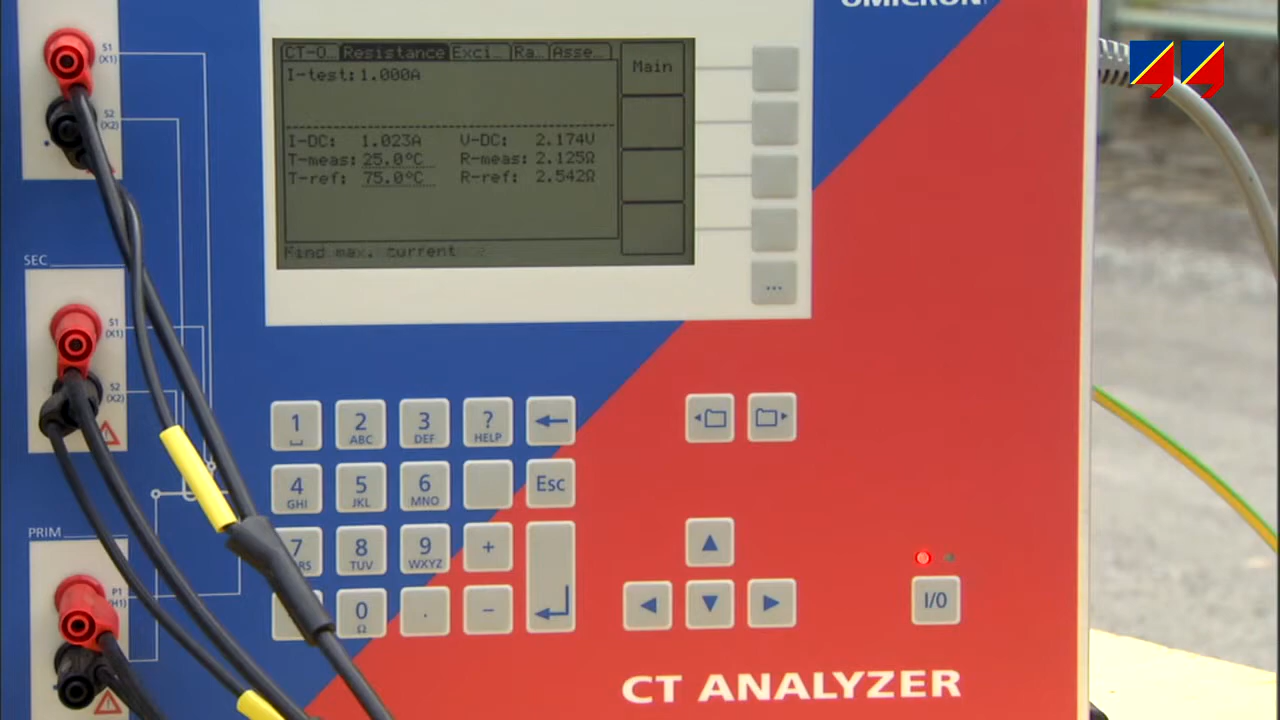 OMICRON
CT-O... Resistance Exci... Ra... Asse...
Main
I-test: 1.000A
I-DC: 1.023A V-DC: 2.174V
T-meas: 25.0°C R-meas: 2.125Ω
T-ref: 75.0°C R-ref: 2.542Ω
Find max. current
...
S1
(X1)
S2
(X2)
SEC
S1
(X1)
S2
(X2)
PRIM
P1
(H1)
1 2 3 ?
ABC DEF HELP
4 5 6 Esc
GHI JKL MNO
7 8 9 +
RS TUV WXYZ
0 . −
Ω
I/0
CT ANALYZER